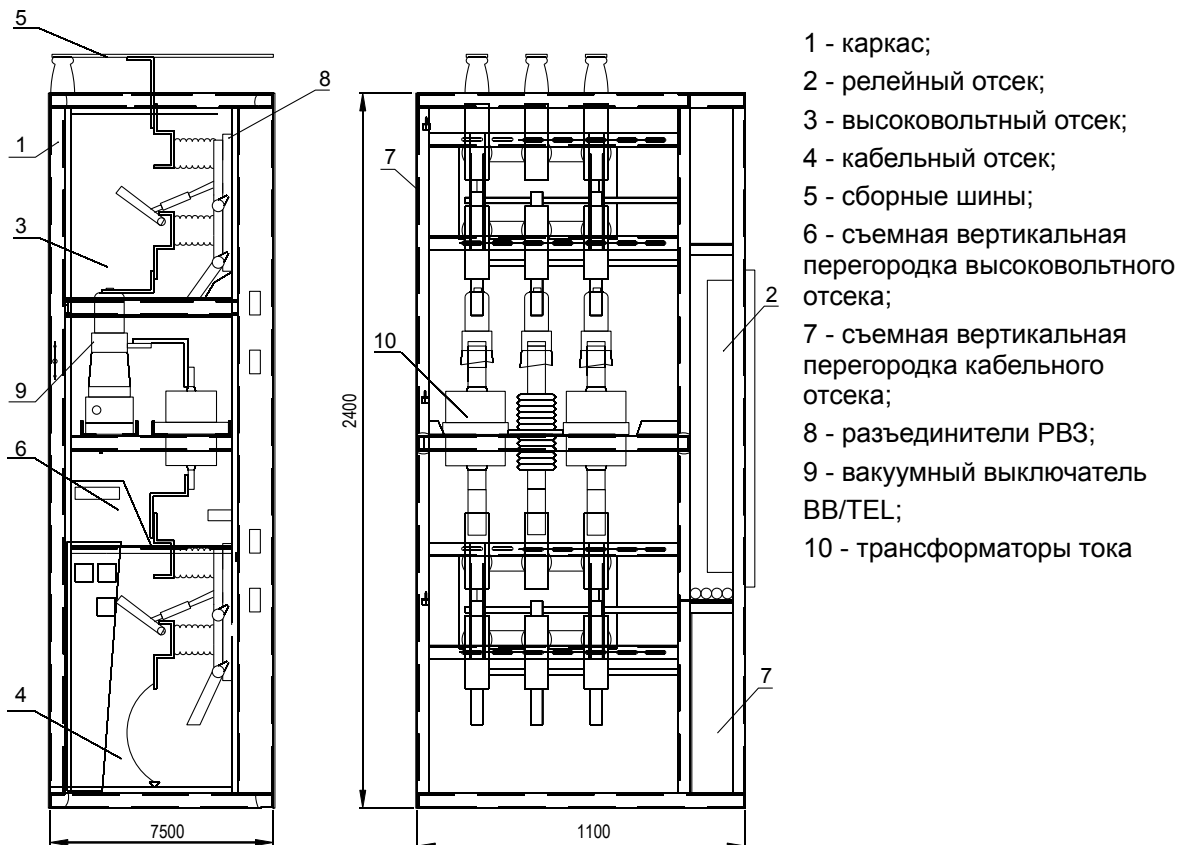 5
8
1
7
3
2
10
9
2400
6
4
7
7500
1100
1 - каркас;
2 - релейный отсек;
3 - высоковольтный отсек;
4 - кабельный отсек;
5 - сборные шины;
6 - съемная вертикальная
перегородка высоковольтного
отсека;
7 - съемная вертикальная
перегородка кабельного
отсека;
8 - разъединители РВЗ;
9 - вакуумный выключатель
BB/TEL;
10 - трансформаторы тока